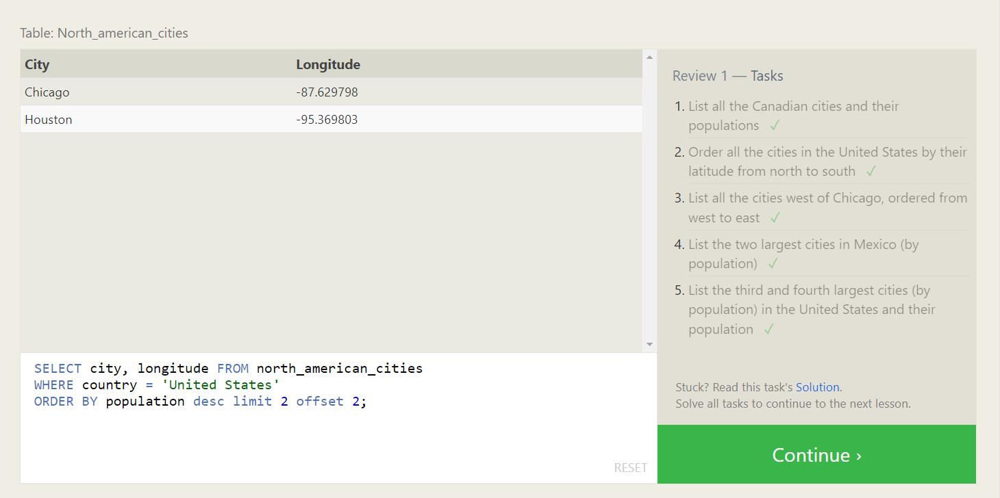 Table: North_american_cities
City Longitude
Chicago -87.629798
Houston -95.369803
SELECT city, longitude FROM north_american_cities
WHERE country = 'United States'
ORDER BY population desc limit 2 offset 2;
RESET
Review 1 — Tasks
1. List all the Canadian cities and their
populations ✓
2. Order all the cities in the United States by their
latitude from north to south ✓
3. List all the cities west of Chicago, ordered from
west to east ✓
4. List the two largest cities in Mexico (by
population) ✓
5. List the third and fourth largest cities (by
population) in the United States and their
population ✓
Stuck? Read this task's Solution.
Solve all tasks to continue to the next lesson.
Continue ›